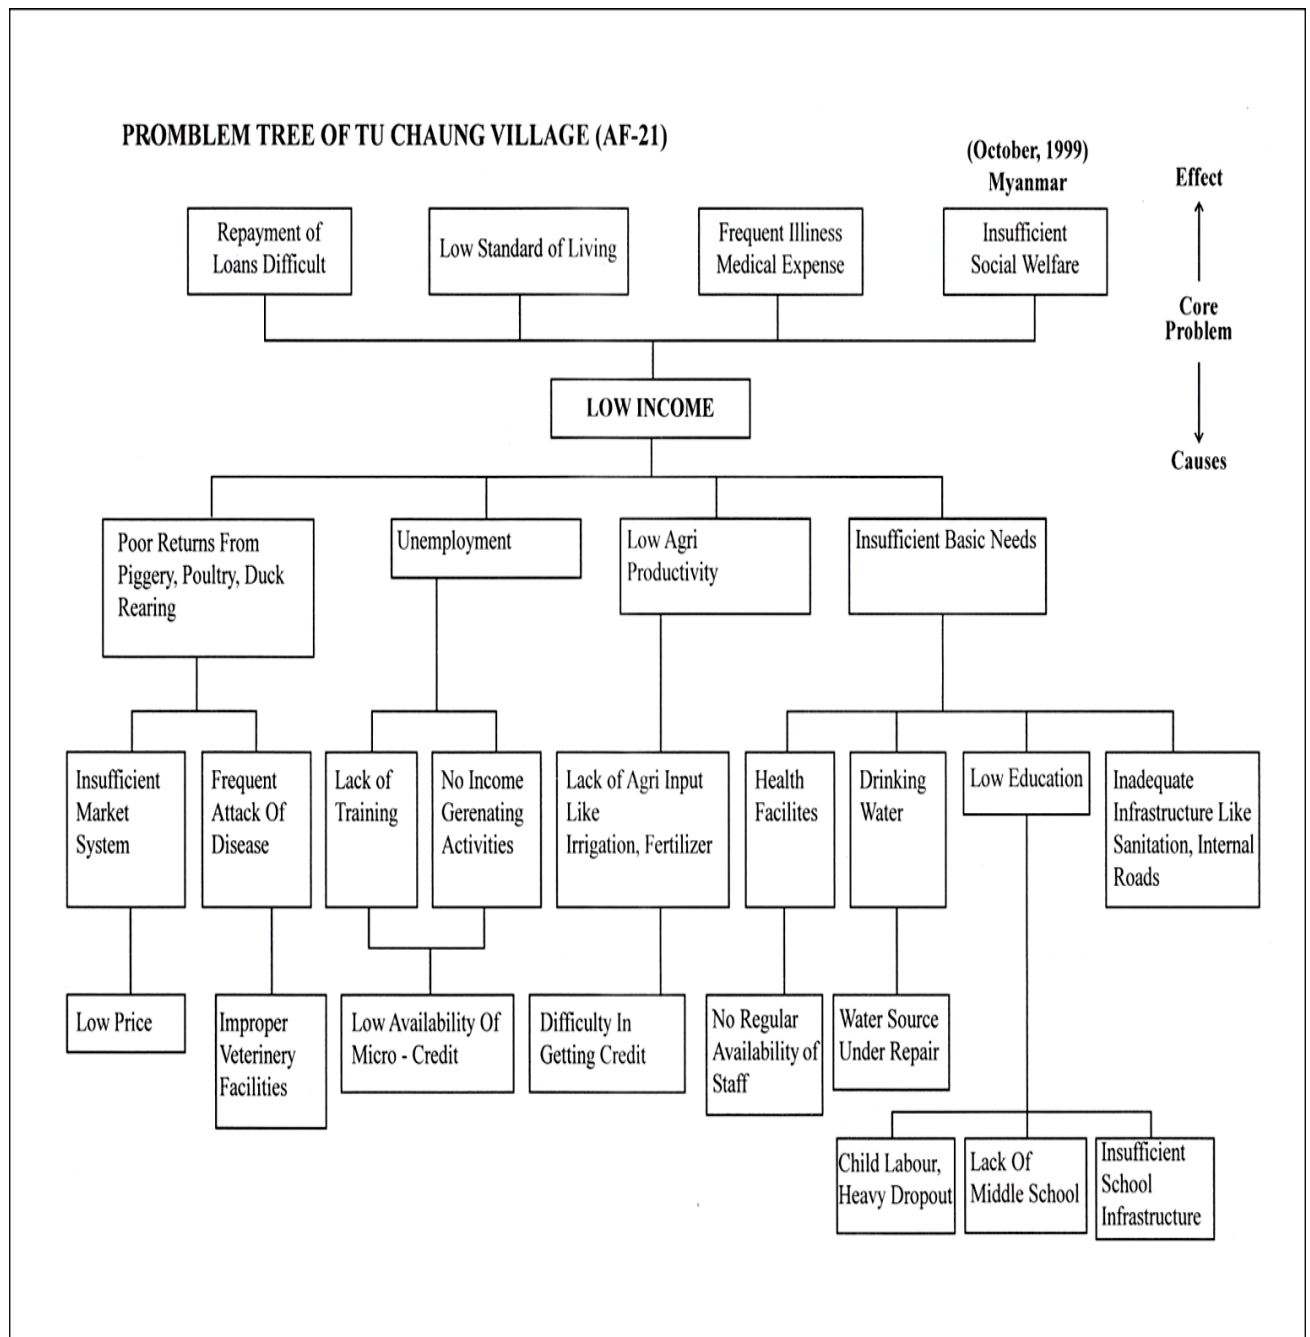 PROMBLEM TREE OF TU CHAUNG VILLAGE (AF-21)
(October, 1999)
Myanmar
Effect
Core
Problem
Causes
Repayment of
Loans Difficult
Low Standard of Living
Frequent Illiness
Medical Expense
Insufficient
Social Welfare
LOW INCOME
Poor Returns From
Piggery, Poultry, Duck
Rearing
Unemployment
Low Agri
Productivity
Insufficient Basic Needs
Insufficient
Market
System
Frequent
Attack Of
Disease
Lack of
Training
No Income
Gerenating
Activities
Lack of Agri Input
Like
Irrigation, Fertilizer
Health
Facilites
Drinking
Water
Low Education
Inadequate
Infrastructure Like
Sanitation, Internal
Roads
Low Price
Improper
Veterinery
Facilities
Low Availability Of
Micro - Credit
Difficulty In
Getting Credit
No Regular
Availability of
Staff
Water Source
Under Repair
Child Labour,
Heavy Dropout
Lack Of
Middle School
Insufficient
School
Infrastructure